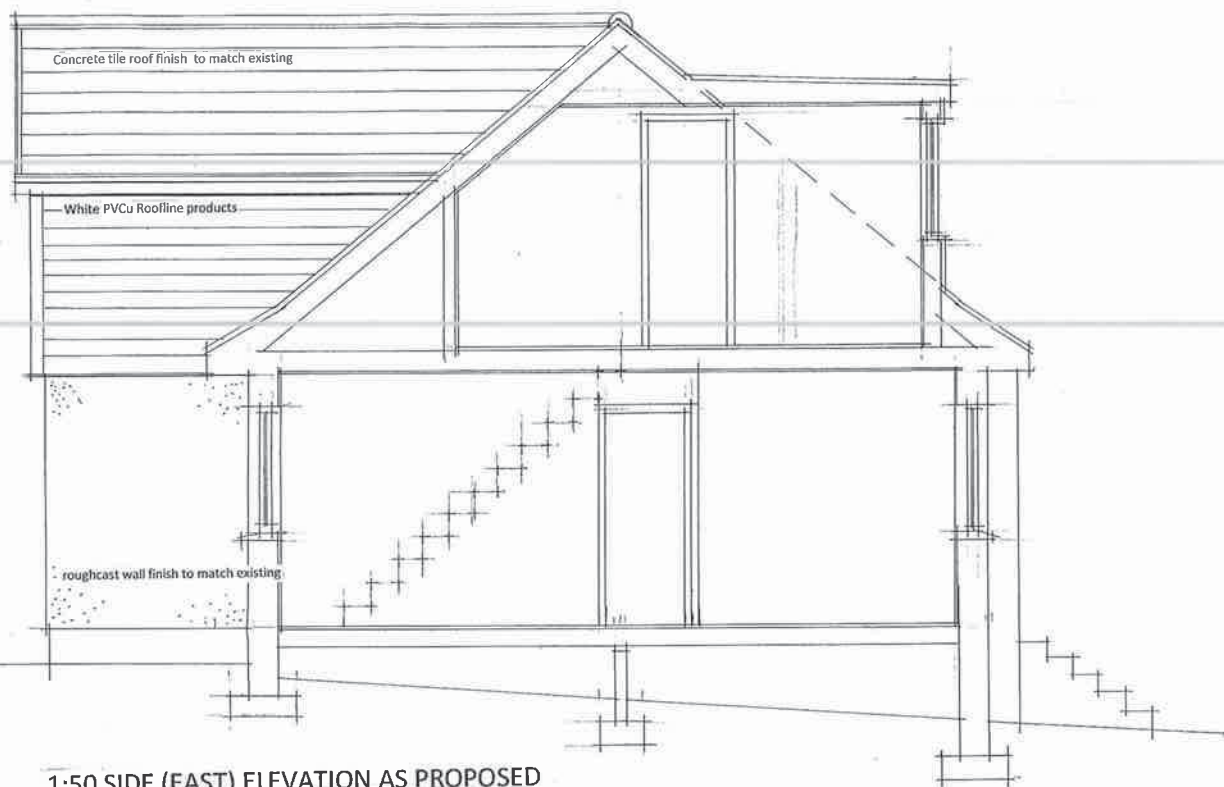 Concrete tile roof finish to match existing
White PVCu Roofline products
roughcast wall finish to match existing
1:50 SIDE (EAST) ELEVATION AS PROPOSED